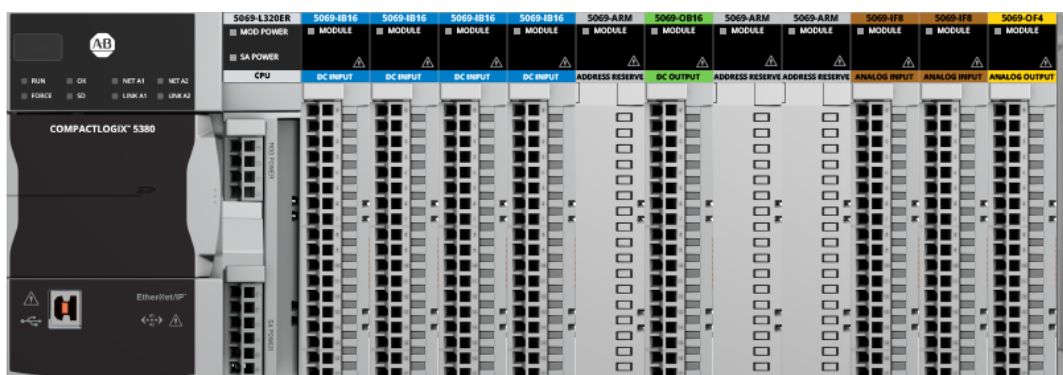 AB
RUN OK NET A1 NET A2
FORCE SD LINK A1 LINK A2
COMPACTLOGIX™ 5380
EtherNet/IP™
5069-L320ER
MOD POWER
SA POWER
CPU
MOD POWER
SA POWER
5069-IB16
MODULE
DC INPUT
5069-IB16
MODULE
DC INPUT
5069-IB16
MODULE
DC INPUT
5069-IB16
MODULE
DC INPUT
5069-ARM
MODULE
ADDRESS RESERVE
5069-OB16
MODULE
DC OUTPUT
5069-ARM
MODULE
ADDRESS RESERVE
5069-ARM
MODULE
ADDRESS RESERVE
5069-IF8
MODULE
ANALOG INPUT
5069-IF8
MODULE
ANALOG INPUT
5069-OF4
MODULE
ANALOG OUTPUT